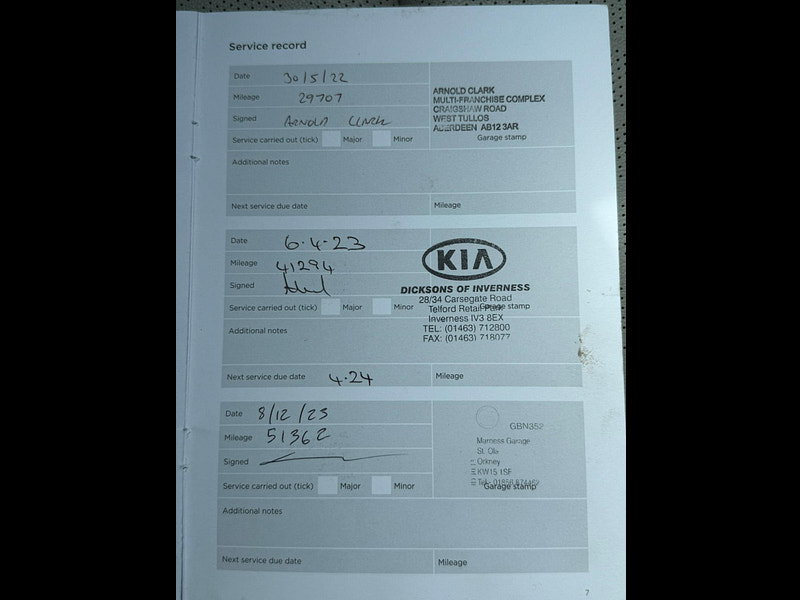 Service record
Date 30/5/22
Mileage 29707
Signed ARNOLD CLARK
Service carried out (tick) Major Minor
ARNOLD CLARK
MULTI-FRANCHISE COMPLEX
CRAIGSHAW ROAD
WEST TULLOS
ABERDEEN AB12 3AR
Garage stamp
Additional notes
Next service due date Mileage
Date 6.4.23
Mileage 41294
Signed
Service carried out (tick) Major Minor
KIA
DICKSONS OF INVERNESS
28/34 Carsegate Road
Telford Retail Park
Garage stamp
Inverness IV3 8EX
TEL: (01463) 712800
FAX: (01463) 718077
Additional notes
Next service due date 4.24 Mileage
Date 8/12/23
Mileage 51362
Signed
Service carried out (tick) Major Minor
GBN352
Garage
St. Ola
Orkney
KW15 1SF
Tel:
Garage stamp
Additional notes
Next service due date Mileage
7